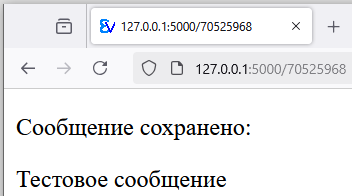 127.0.0.1:5000/70525968
127.0.0.1:5000/70525968
Сообщение сохранено:
Тестовое сообщение